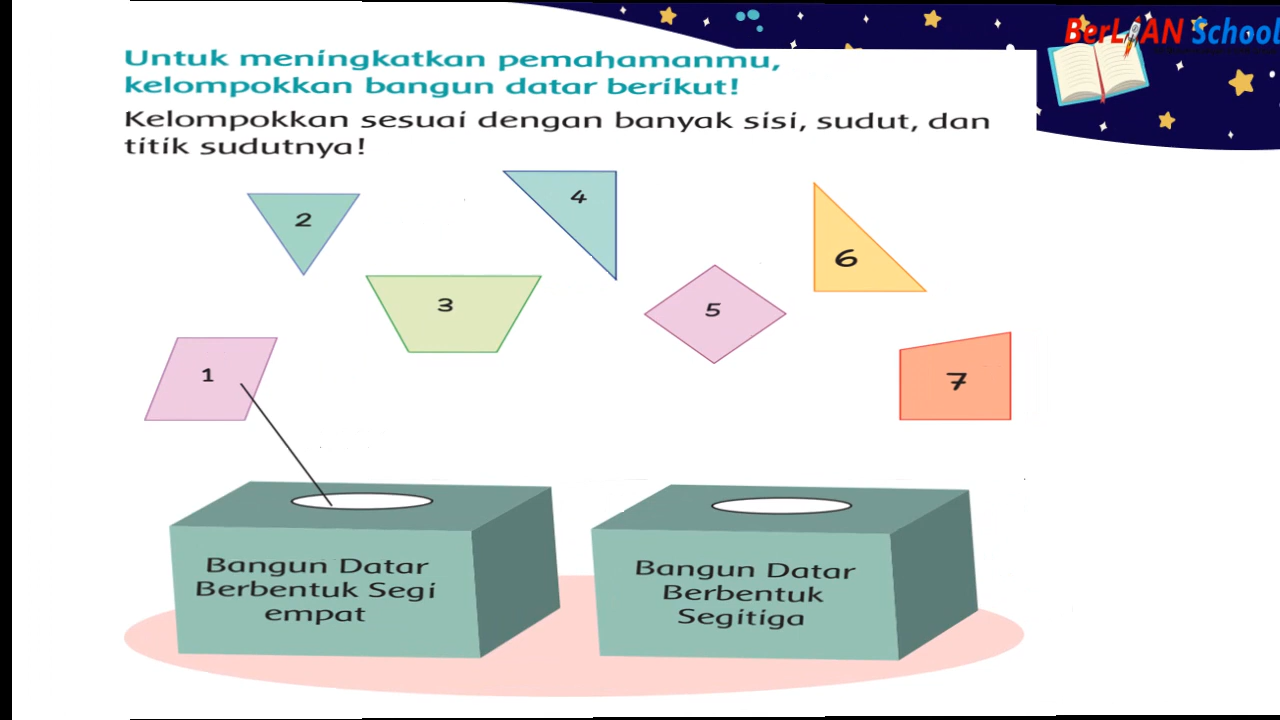 BerLiAN School
Untuk meningkatkan pemahamanmu,
kelompokkan bangun datar berikut!
Kelompokkan sesuai dengan banyak sisi, sudut, dan
titik sudutnya!
2
4
6
3
5
1
7
Bangun Datar
Berbentuk Segi
empat
Bangun Datar
Berbentuk
Segitiga